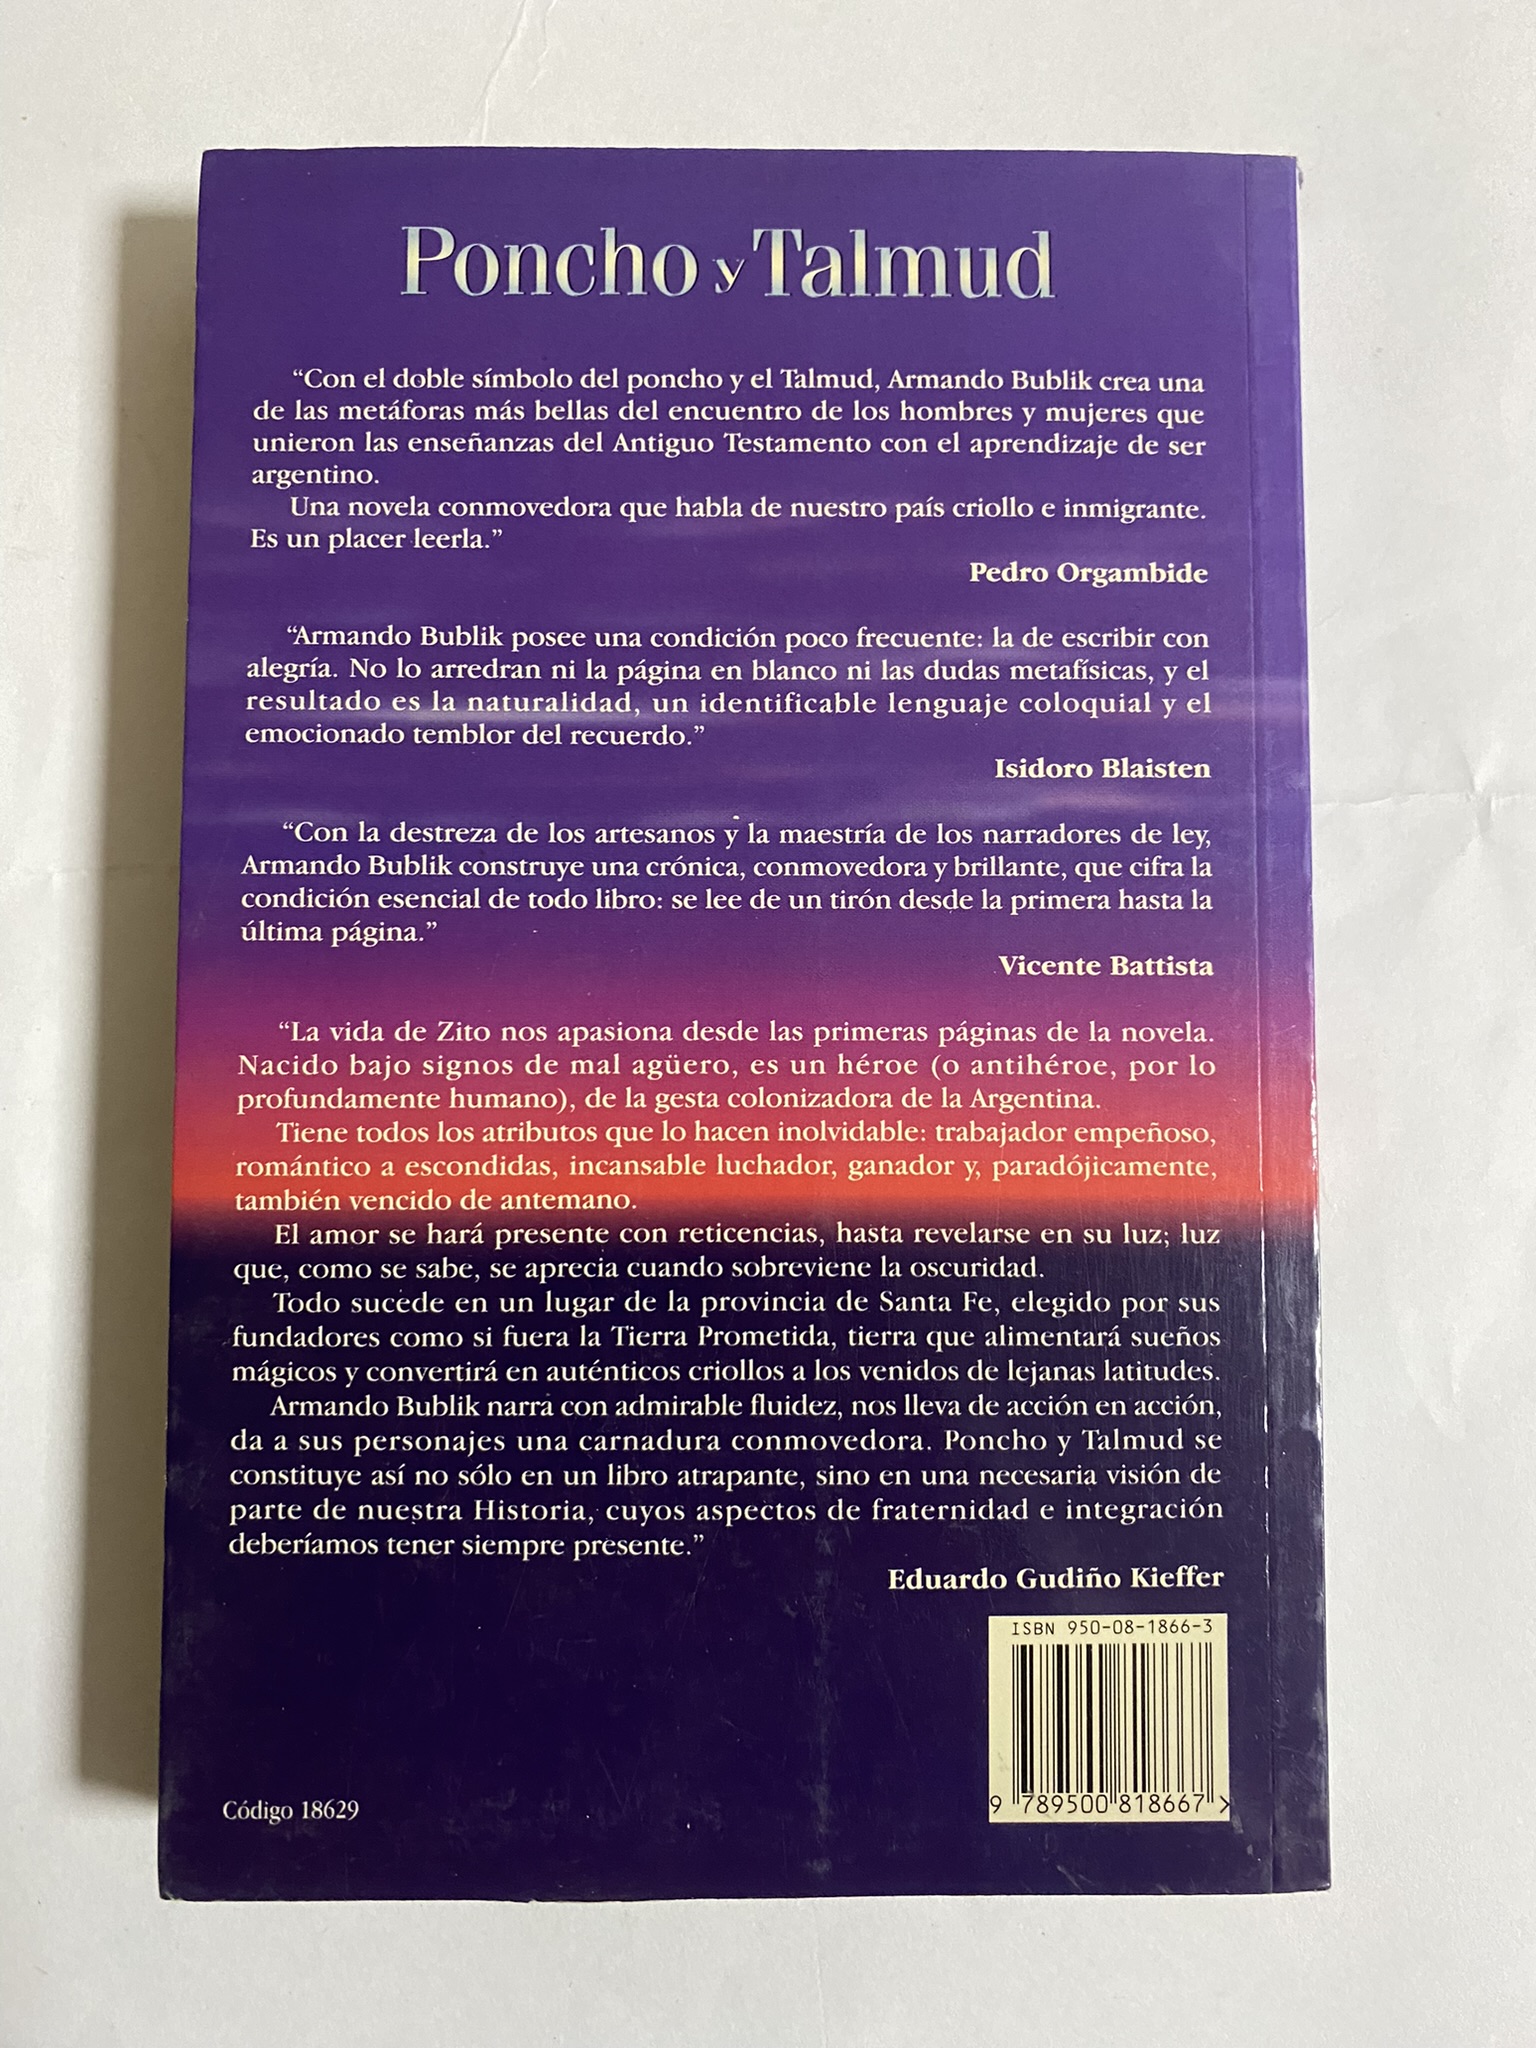 Poncho y Talmud
“Con el doble símbolo del poncho y el Talmud, Armando Bublik crea una
de las metáforas más bellas del encuentro de los hombres y mujeres que
unieron las enseñanzas del Antiguo Testamento con el aprendizaje de ser
argentino.
Una novela conmovedora que habla de nuestro país criollo e inmigrante.
Es un placer leerla.”
Pedro Orgambide
“Armando Bublik posee una condición poco frecuente: la de escribir con
alegría. No lo arredran ni la página en blanco ni las dudas metafísicas, y el
resultado es la naturalidad, un identificable lenguaje coloquial y el
emocionado temblor del recuerdo.”
Isidoro Blaisten
“Con la destreza de los artesanos y la maestría de los narradores de ley,
Armando Bublik construye una crónica, conmovedora y brillante, que cifra la
condición esencial de todo libro: se lee de un tirón desde la primera hasta la
última página.”
Vicente Battista
“La vida de Zito nos apasiona desde las primeras páginas de la novela.
Nacido bajo signos de mal agüero, es un héroe (o antihéroe, por lo
profundamente humano), de la gesta colonizadora de la Argentina.
Tiene todos los atributos que lo hacen inolvidable: trabajador empeñoso,
romántico a escondidas, incansable luchador, ganador y, paradójicamente,
también vencido de antemano.
El amor se hará presente con reticencias, hasta revelarse en su luz; luz
que, como se sabe, se aprecia cuando sobreviene la oscuridad.
Todo sucede en un lugar de la provincia de Santa Fe, elegido por sus
fundadores como si fuera la Tierra Prometida, tierra que alimentará sueños
mágicos y convertirá en auténticos criollos a los venidos de lejanas latitudes.
Armando Bublik narra con admirable fluidez, nos lleva de acción en acción,
da a sus personajes una carnadura conmovedora. Poncho y Talmud se
constituye así no sólo en un libro atrapante, sino en una necesaria visión de
parte de nuestra Historia, cuyos aspectos de fraternidad e integración
deberíamos tener siempre presente.”
Eduardo Gudiño Kieffer
ISBN 950-08-1866-3
9 789500 818667 >
Código 18629